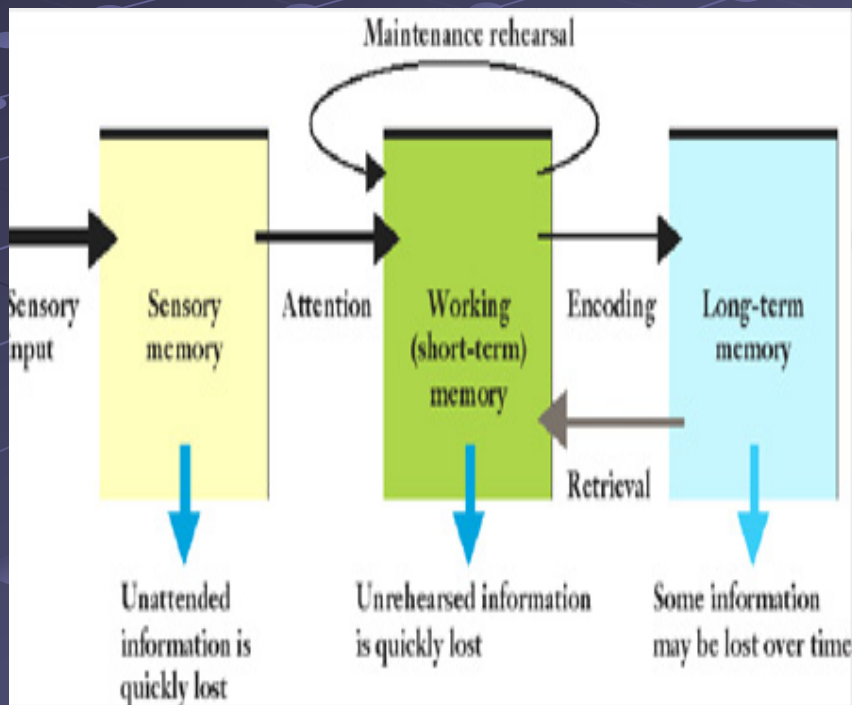 Maintenance rehearsal
Sensory
input
Sensory
memory
Attention
Working
(short-term)
memory
Encoding
Long-term
memory
Retrieval
Unattended
information is
quickly lost
Unrehearsed information
is quickly lost
Some information
may be lost over time